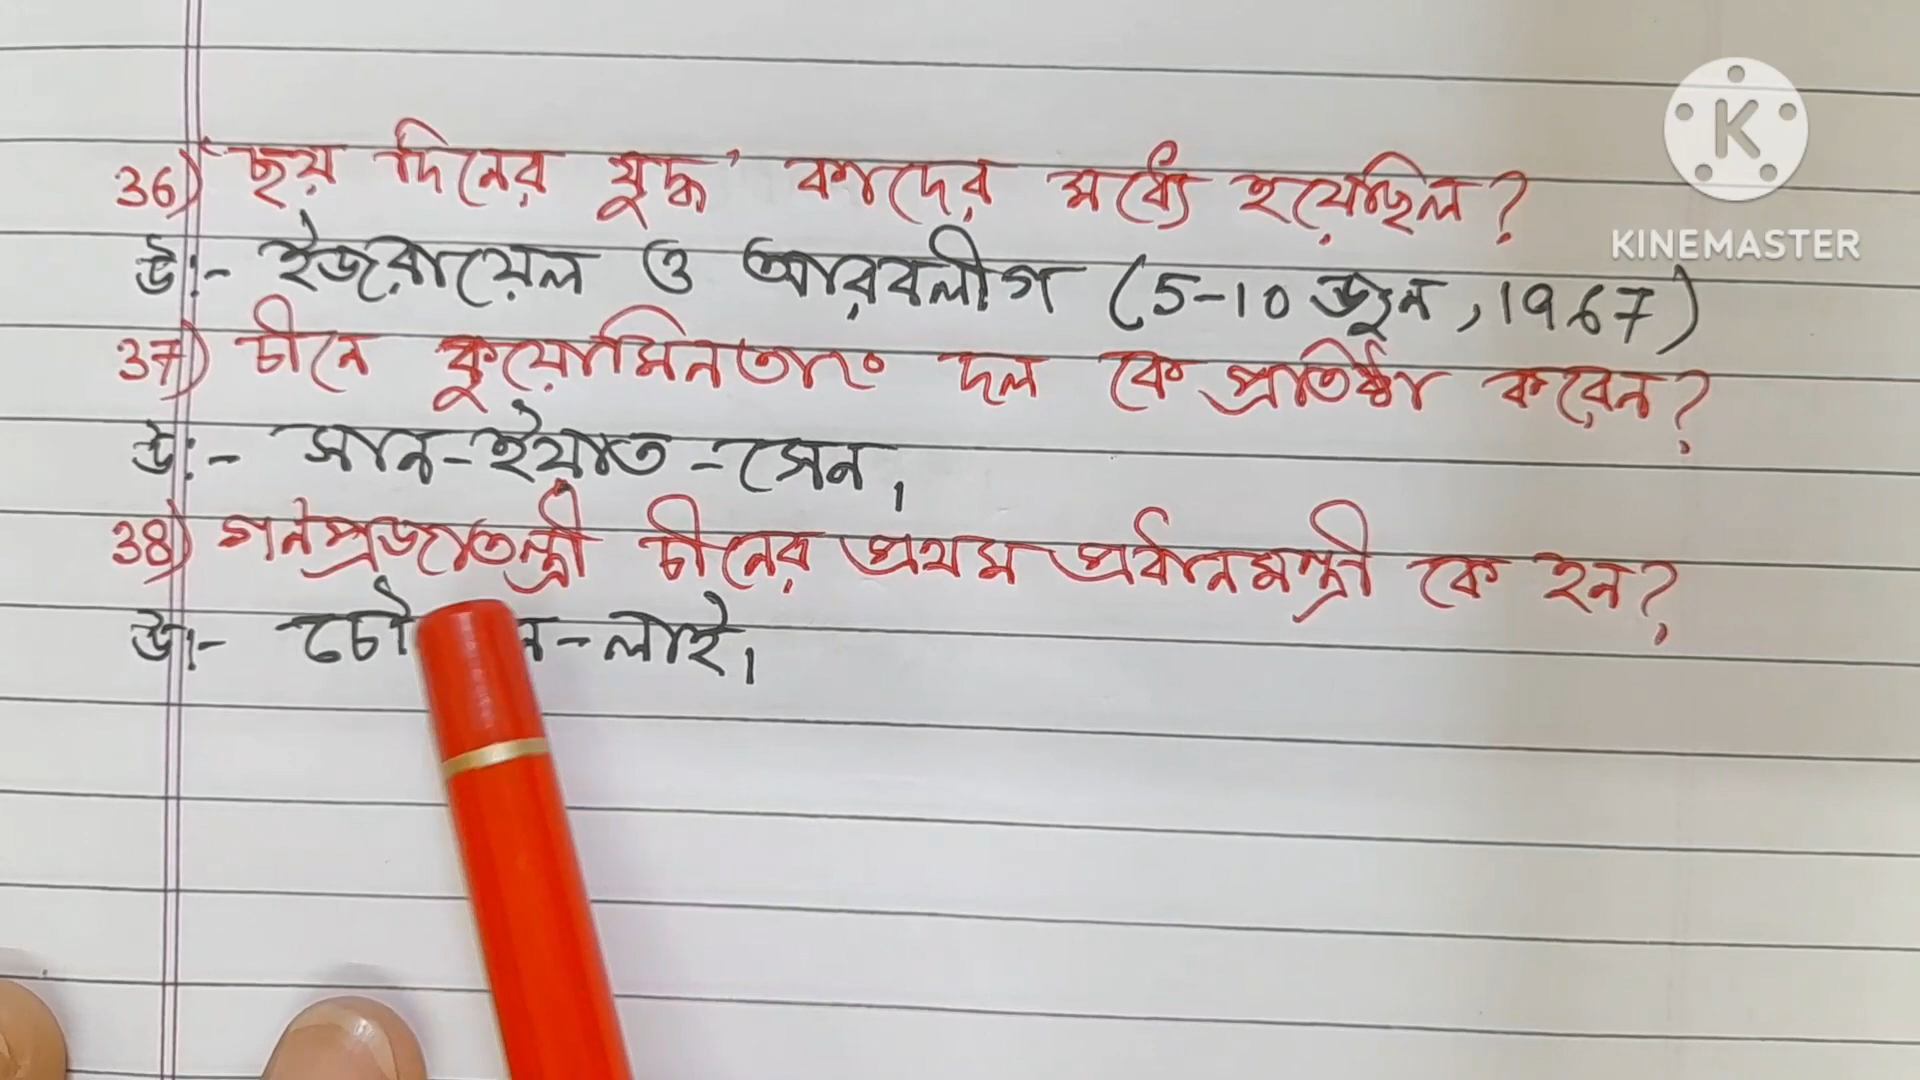 36) 'ছয় দিনের যুদ্ধ' কাদের মধ্যে হয়েছিল?
উঃ- ইজরায়েল ও আরবলীগ (5-10 জুন, 1967)
37) চীনে কুয়োমিনতাং দল কে প্রতিষ্ঠা করেন?
উঃ- সান-ইয়াত-সেন।
38) গনপ্রজাতন্ত্রী চীনের প্রথম প্রধানমন্ত্রী কে হন?
উঃ- -লাই।
K
KINEMASTER